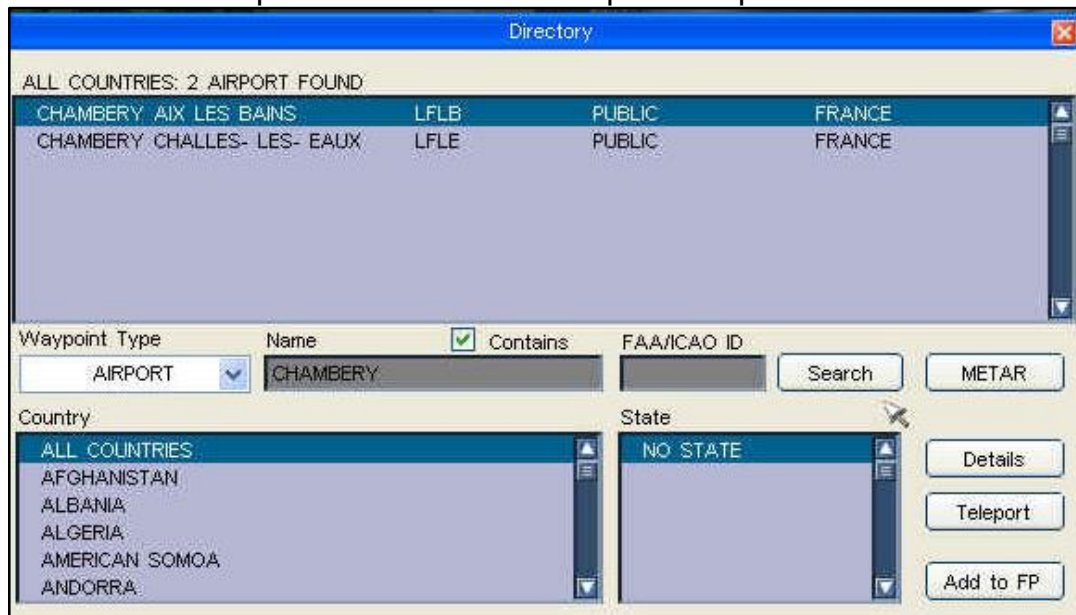 Directory
ALL COUNTRIES: 2 AIRPORT FOUND
CHAMBERY AIX LES BAINS LFLB PUBLIC FRANCE
CHAMBERY CHALLES- LES- EAUX LFLE PUBLIC FRANCE
Waypoint Type Name Contains FAA/ICAO ID
AIRPORT CHAMBERY Search METAR
Country State
ALL COUNTRIES NO STATE
AFGHANISTAN Details
ALBANIA
ALGERIA Teleport
AMERICAN SOMOA
ANDORRA Add to FP